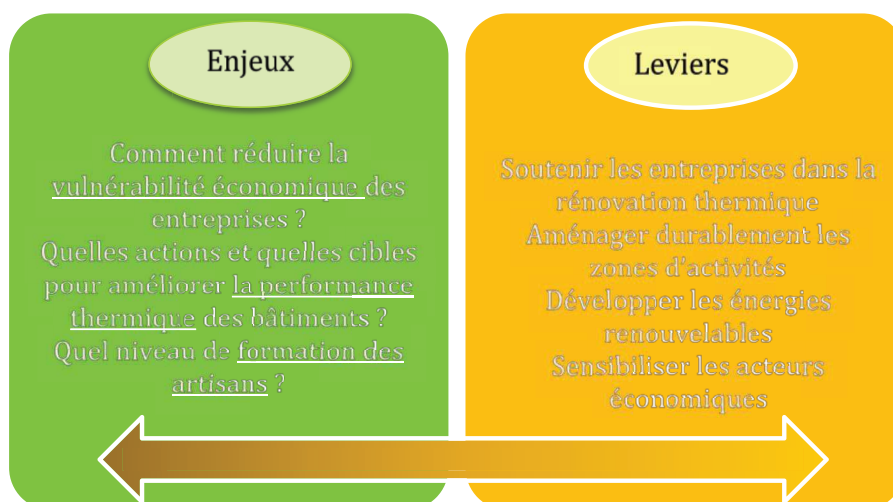 Enjeux
Comment réduire la
vulnérabilité économique des
entreprises ?
Quelles actions et quelles cibles
pour améliorer la performance
thermique des bâtiments ?
Quel niveau de formation des
artisans ?
Leviers
Soutenir les entreprises dans la
rénovation thermique
Aménager durablement les
zones d'activités
Développer les énergies
renouvelables
Sensibiliser les acteurs
économiques